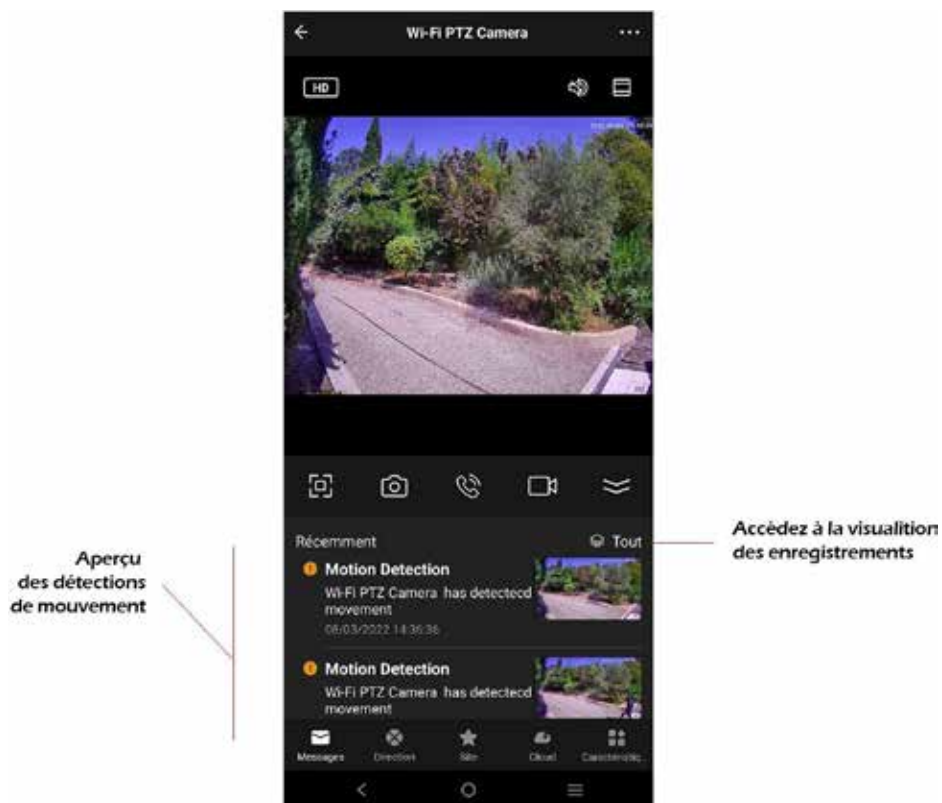 Wi-Fi PTZ Camera
HD
Récemment
Tout
Motion Detection
Wi-Fi PTZ Camera has detectecd
movement
08/03/2022 14:36:36
Motion Detection
Wi-Fi PTZ Camera has detectecd
movement
Messages
Direction
Site
Cloud
Caractéristiq...
Aperçu
des détections
de mouvement
Accèdez à la visualition
des enregistrements